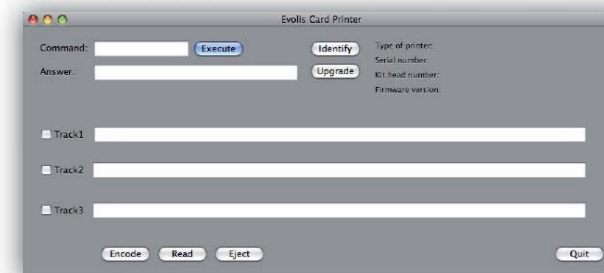 Evolis Card Printer
Command: Execute Identify Type of printer:
Serial number:
Answer: Upgrade Kit head number:
Firmware version:
Track1
Track2
Track3
Encode Read Eject Quit